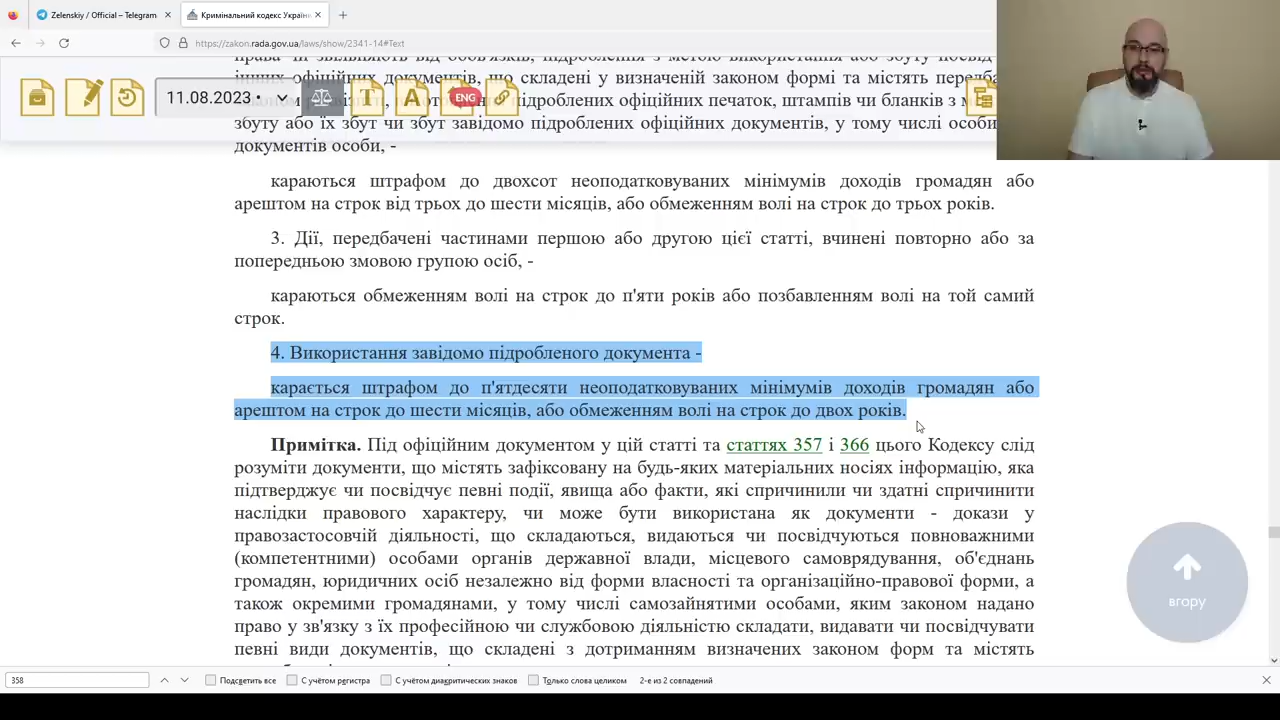 Zelenskiy / Official – Telegram
Кримінальний кодекс Україн
https://zakon.rada.gov.ua/laws/show/2341-14#Text
11.08.2023 •
T
A
ENG
збуту або їх збут чи збут завідомо підроблених офіційних документів, у тому числі особи
документів особи, -
караються штрафом до двохсот неоподатковуваних мінімумів доходів громадян або
арештом на строк від трьох до шести місяців, або обмеженням волі на строк до трьох років.
3. Дії, передбачені частинами першою або другою цієї статті, вчинені повторно або за
попередньою змовою групою осіб, -
караються обмеженням волі на строк до п'яти років або позбавленням волі на той самий
строк.
4. Використання завідомо підробленого документа -
карається штрафом до п'ятдесяти неоподатковуваних мінімумів доходів громадян або
арештом на строк до шести місяців, або обмеженням волі на строк до двох років.
Примітка. Під офіційним документом у цій статті та статтях 357 і 366 цього Кодексу слід
розуміти документи, що містять зафіксовану на будь-яких матеріальних носіях інформацію, яка
підтверджує чи посвідчує певні події, явища або факти, які спричинили чи здатні спричинити
наслідки правового характеру, чи може бути використана як документи - докази у
правозастосовчій діяльності, що складаються, видаються чи посвідчуються повноважними
(компетентними) особами органів державної влади, місцевого самоврядування, об'єднань
громадян, юридичних осіб незалежно від форми власності та організаційно-правової форми, а
також окремими громадянами, у тому числі самозайнятими особами, яким законом надано
право у зв'язку з їх професійною чи службовою діяльністю складати, видавати чи посвідчувати
певні види документів, що складені з дотриманням визначених законом форм та містять
вгору
358
Подсветить все
С учётом регистра
С учётом диакритических знаков
Только слова целиком
2-е из 2 совпадений